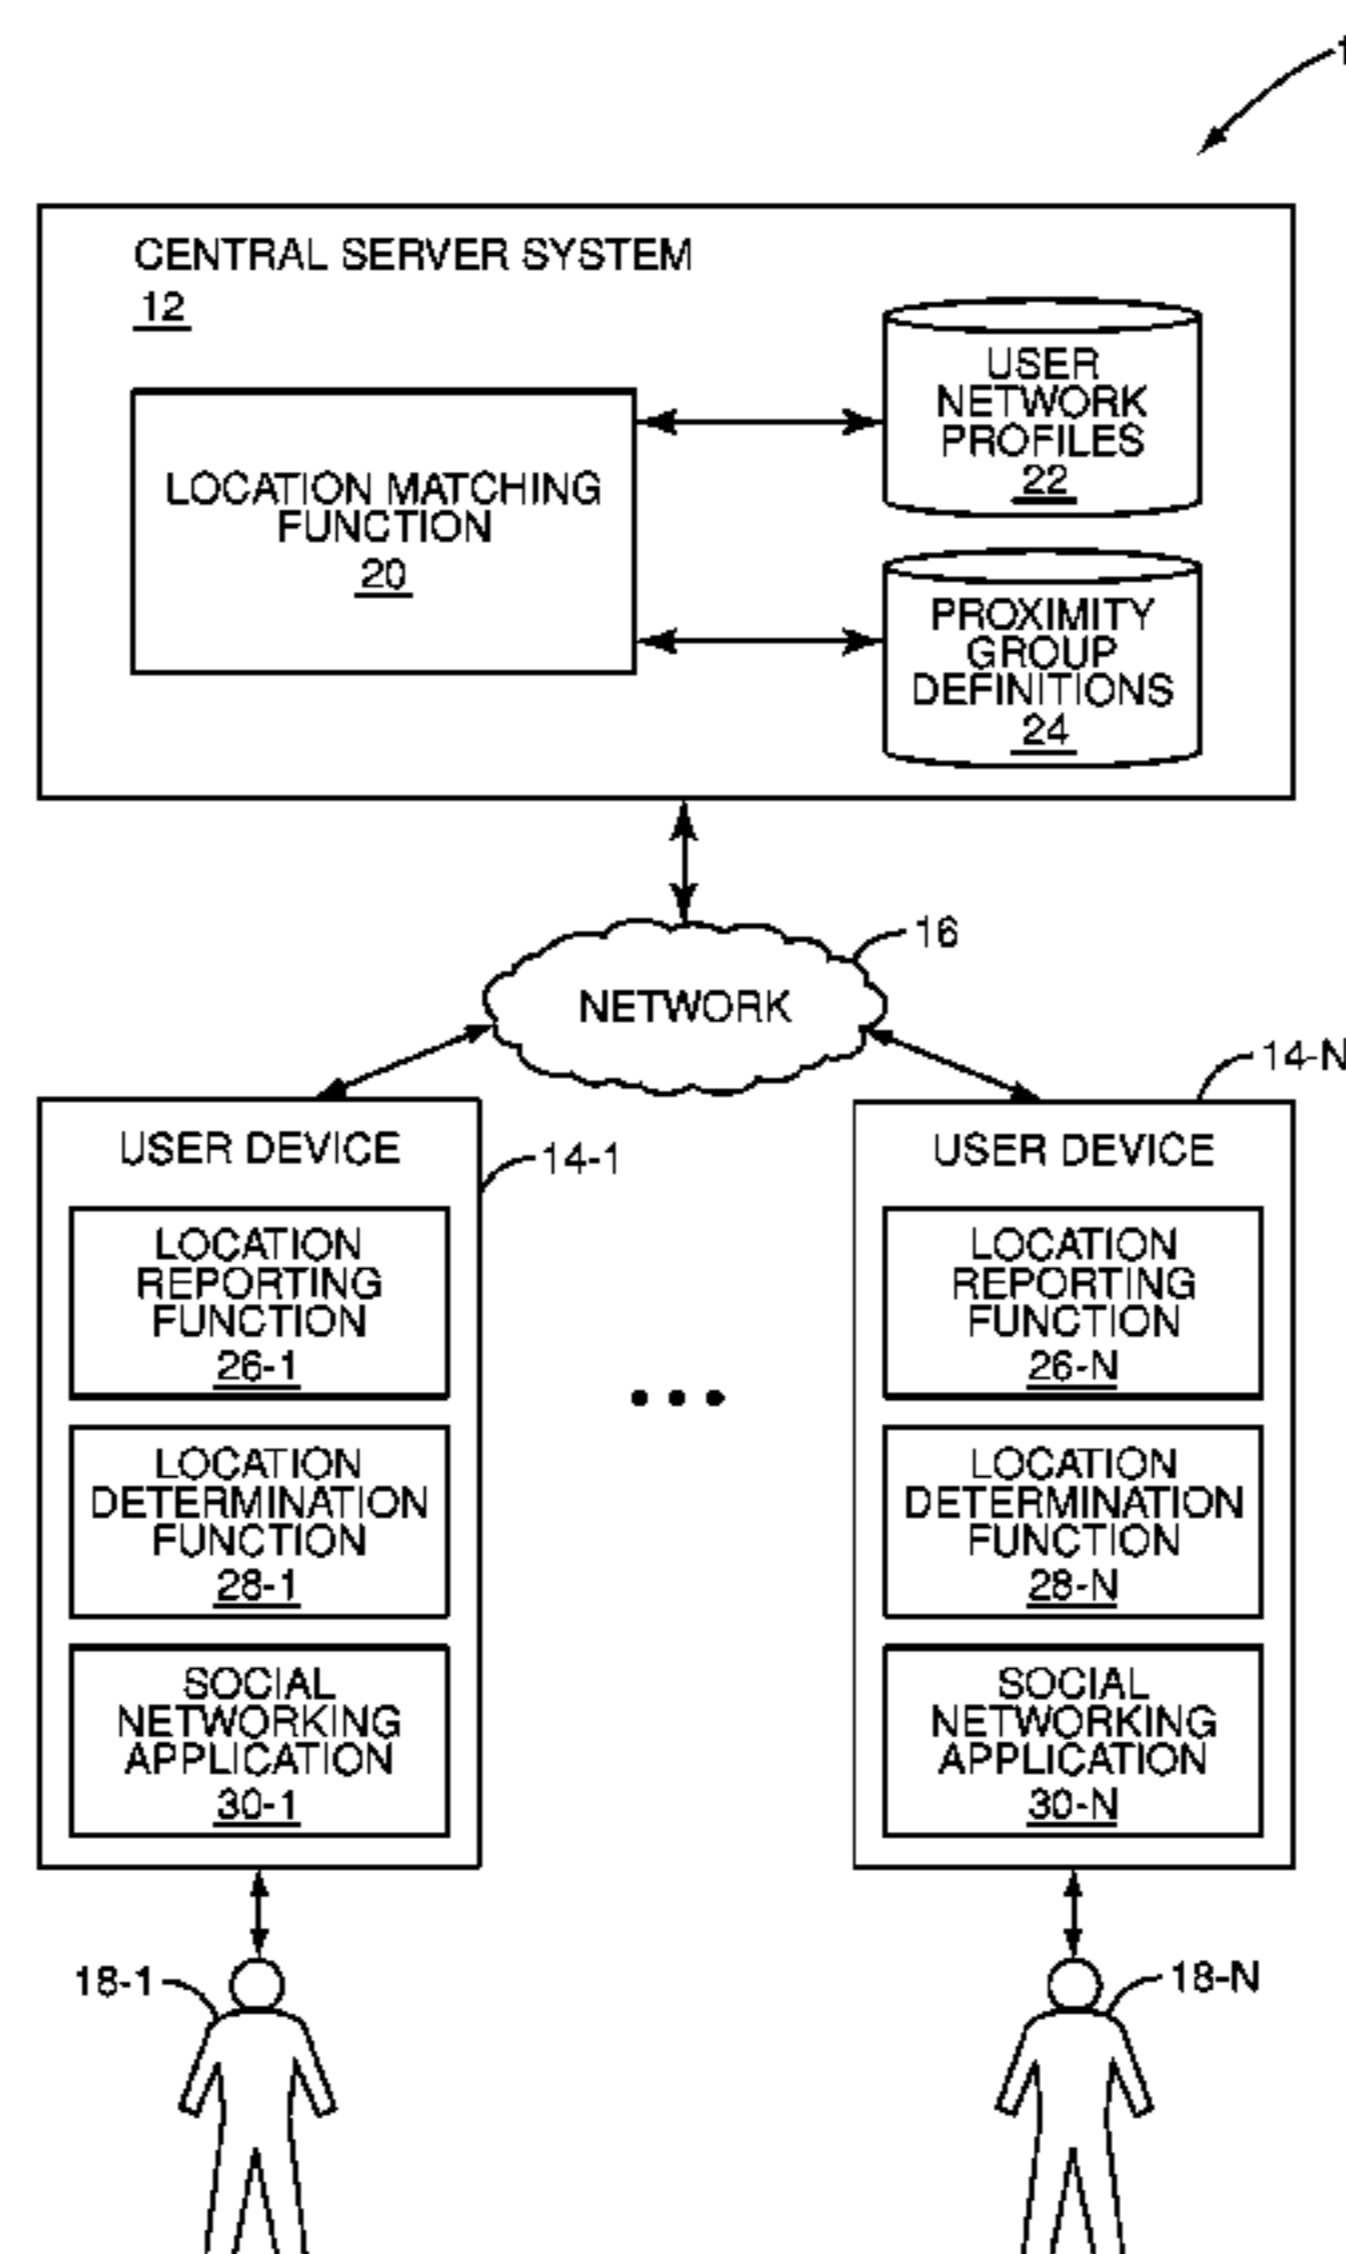 CENTRAL SERVER SYSTEM
12
LOCATION MATCHING
FUNCTION
20
USER
NETWORK
PROFILES
22
PROXIMITY
GROUP
DEFINITIONS
24
NETWORK
16
USER DEVICE
14-1
LOCATION
REPORTING
FUNCTION
26-1
LOCATION
DETERMINATION
FUNCTION
28-1
SOCIAL
NETWORKING
APPLICATION
30-1
18-1
14-N
USER DEVICE
LOCATION
REPORTING
FUNCTION
26-N
LOCATION
DETERMINATION
FUNCTION
28-N
SOCIAL
NETWORKING
APPLICATION
30-N
18-N